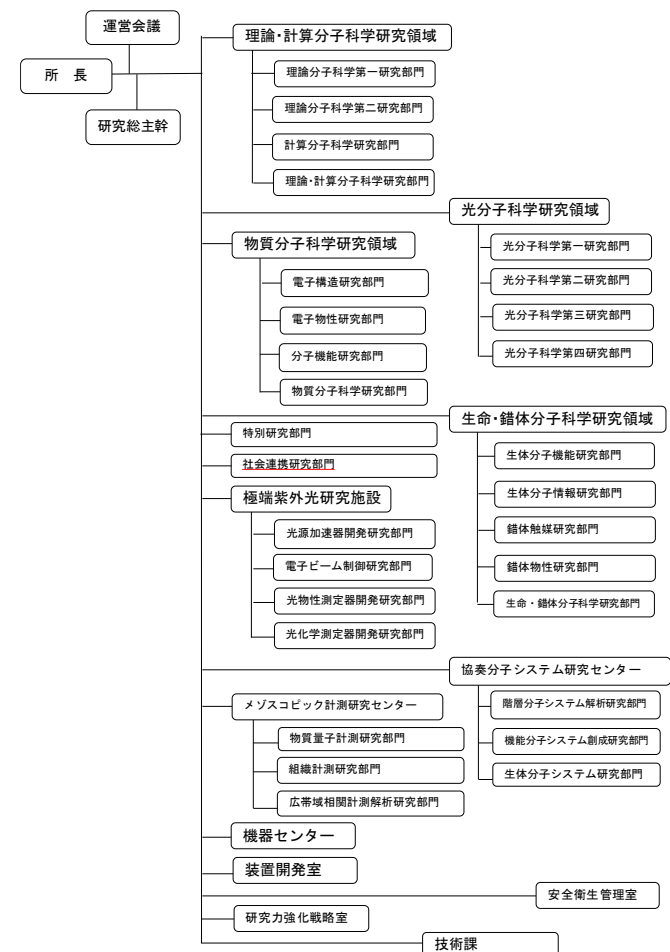 運営会議
所　長
研究総主幹
理論・計算分子科学研究領域
理論分子科学第一研究部門
理論分子科学第二研究部門
計算分子科学研究部門
理論・計算分子科学研究部門
光分子科学研究領域
光分子科学第一研究部門
光分子科学第二研究部門
光分子科学第三研究部門
光分子科学第四研究部門
物質分子科学研究領域
電子構造研究部門
電子物性研究部門
分子機能研究部門
物質分子科学研究部門
生命・錯体分子科学研究領域
生体分子機能研究部門
生体分子情報研究部門
錯体触媒研究部門
錯体物性研究部門
生命・錯体分子科学研究部門
特別研究部門
社会連携研究部門
極端紫外光研究施設
光源加速器開発研究部門
電子ビーム制御研究部門
光物性測定器開発研究部門
光化学測定器開発研究部門
協奏分子システム研究センター
階層分子システム解析研究部門
機能分子システム創成研究部門
生体分子システム研究部門
メゾスコピック計測研究センター
物質量子計測研究部門
組織計測研究部門
広帯域相関計測解析研究部門
機器センター
装置開発室
安全衛生管理室
研究力強化戦略室
技術課